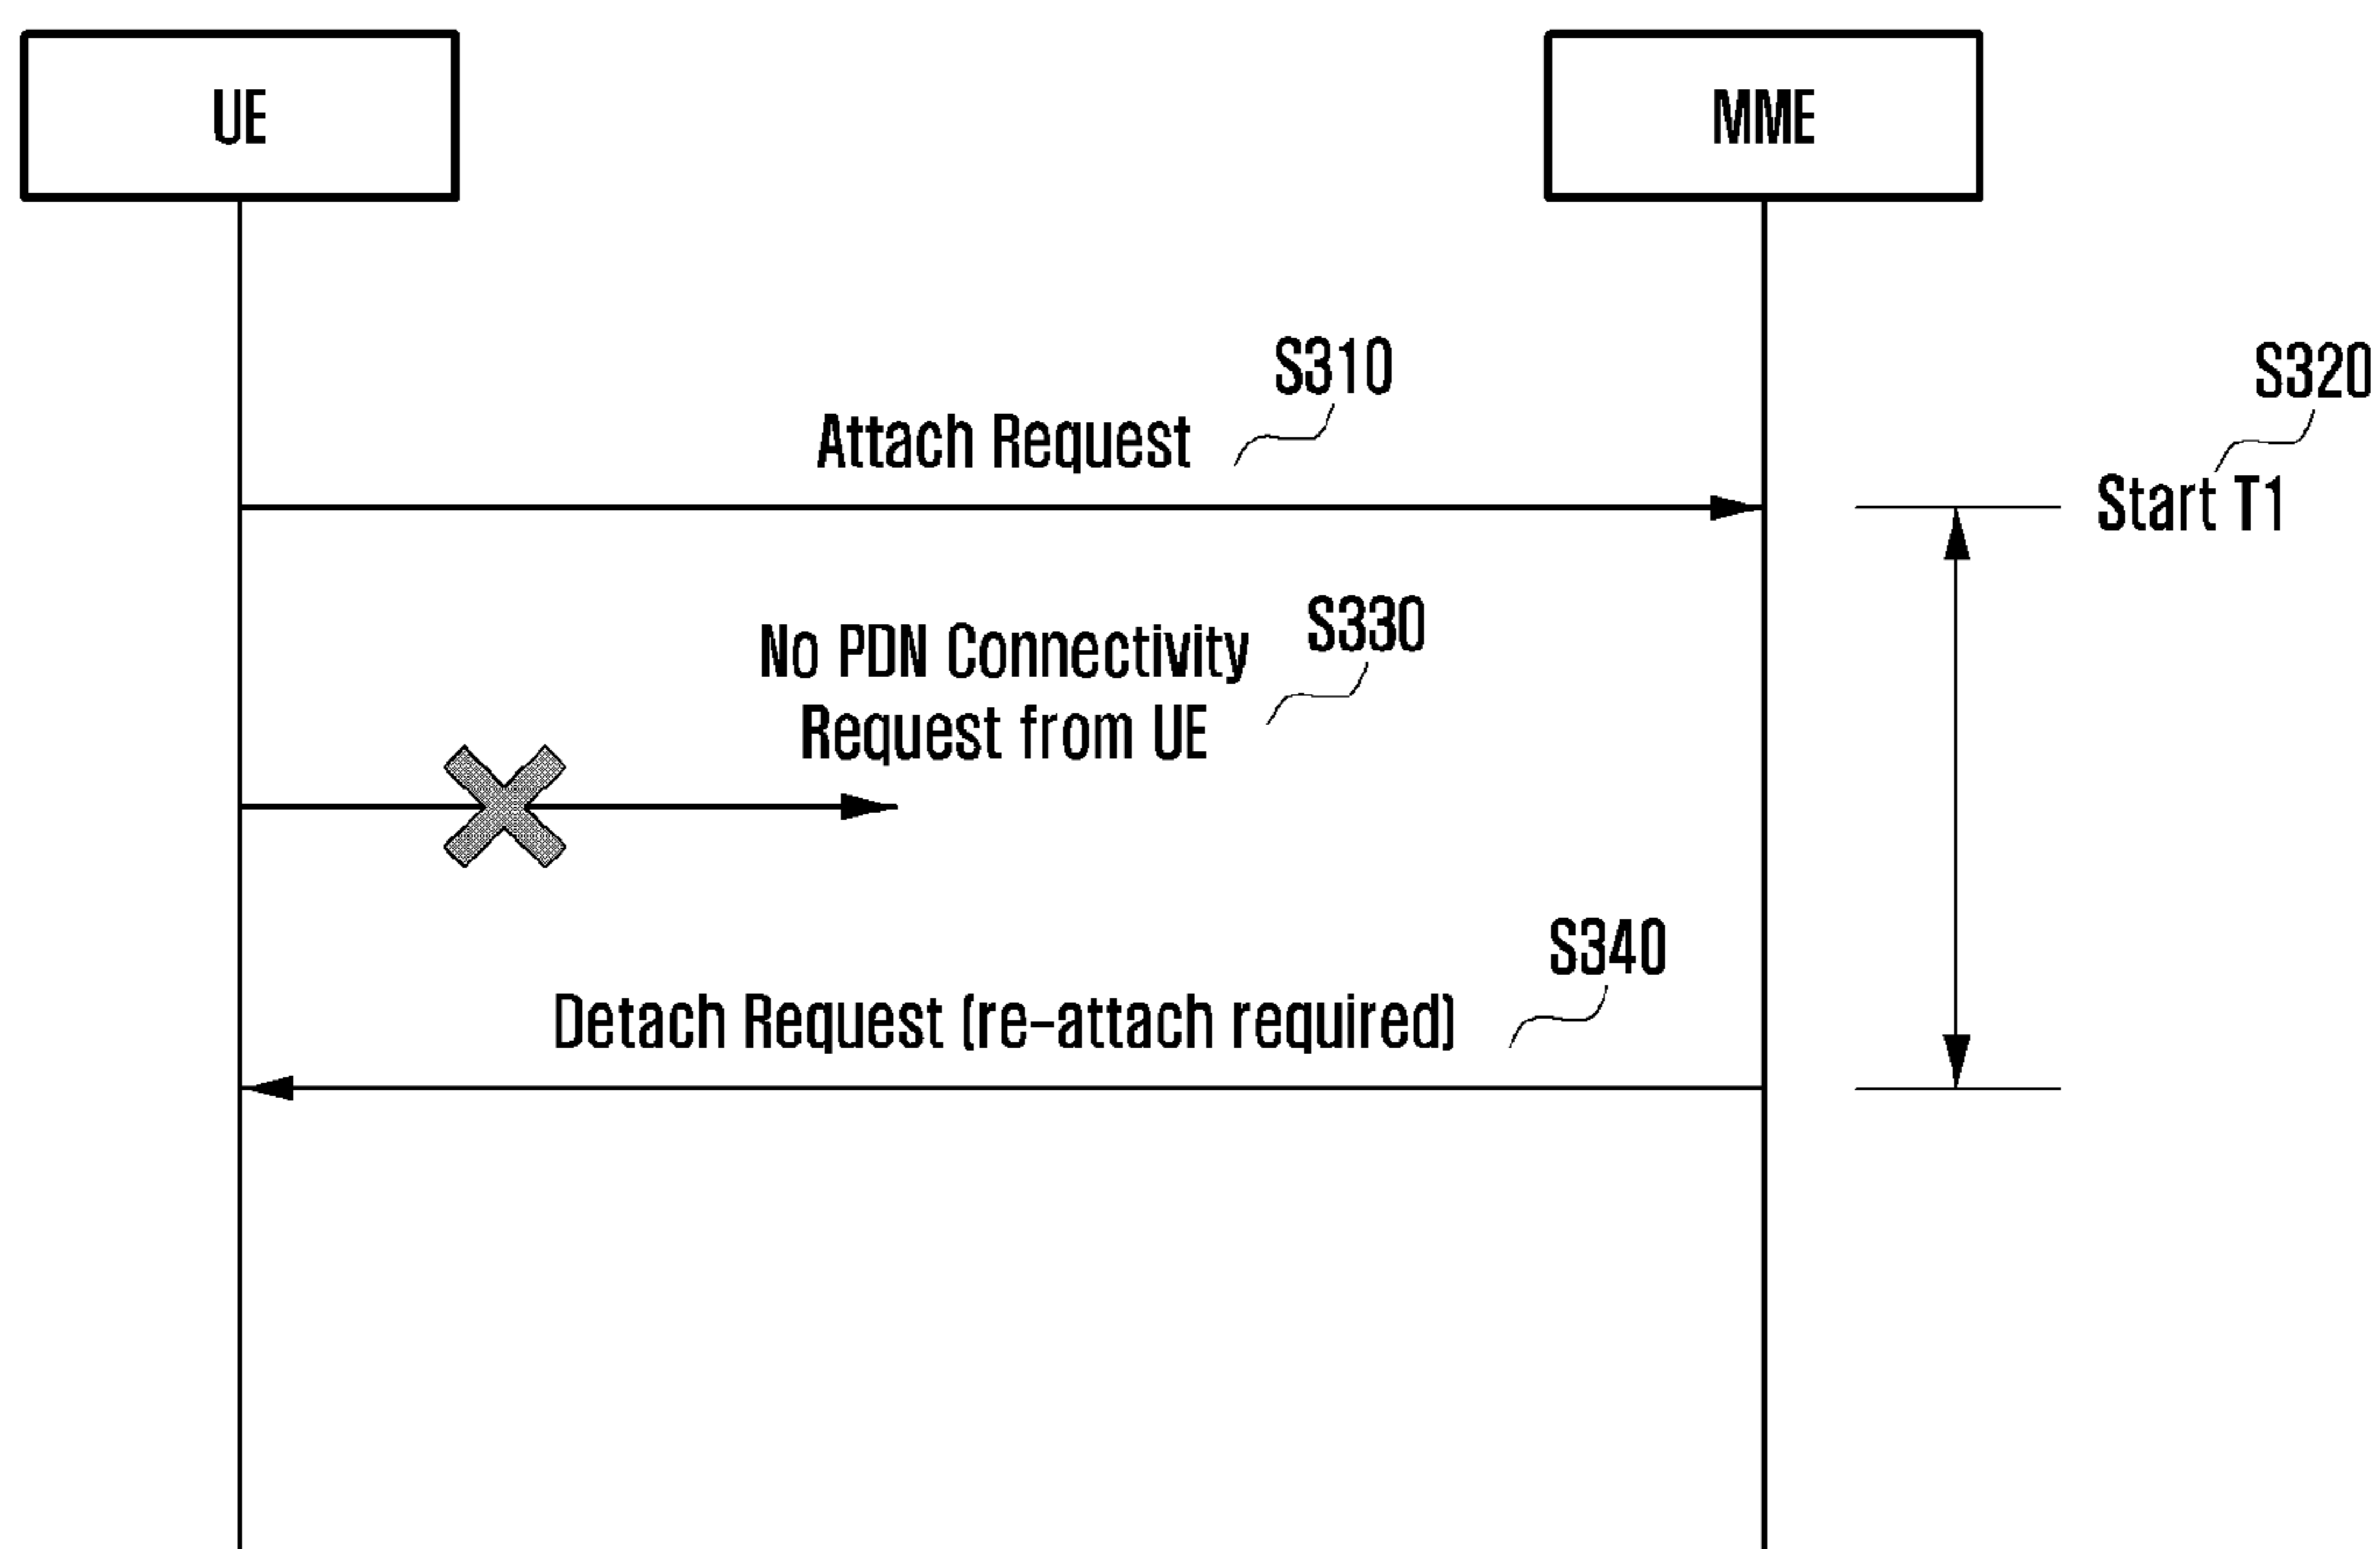 UE
MME
S310
S320
Attach Request
Start T1
S330
No PDN Connectivity
Request from UE
S340
Detach Request (re-attach required)